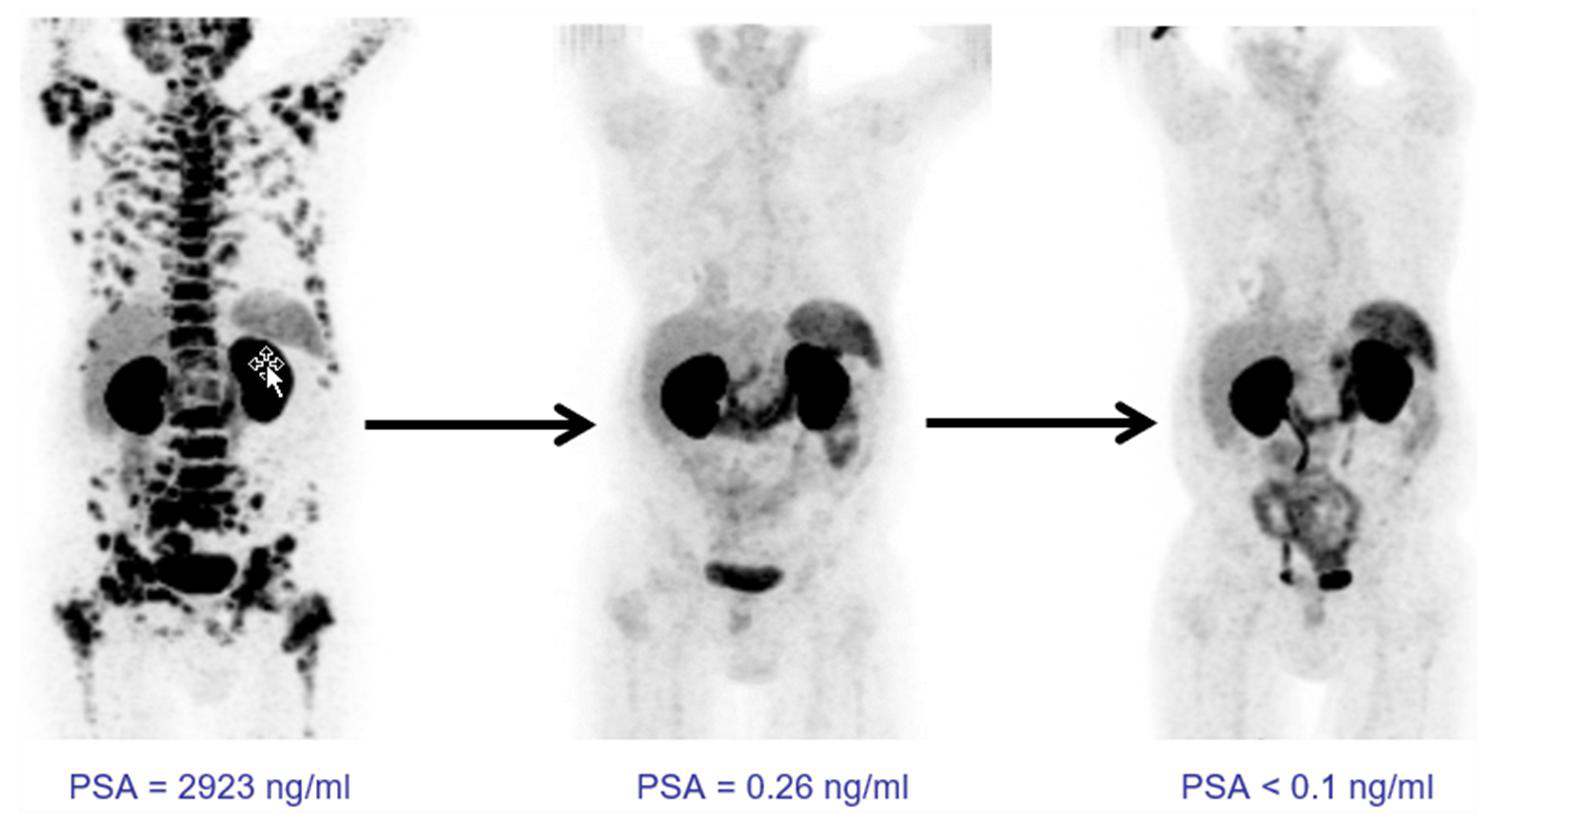 PSA = 2923 ng/ml
PSA = 0.26 ng/ml
PSA < 0.1 ng/ml